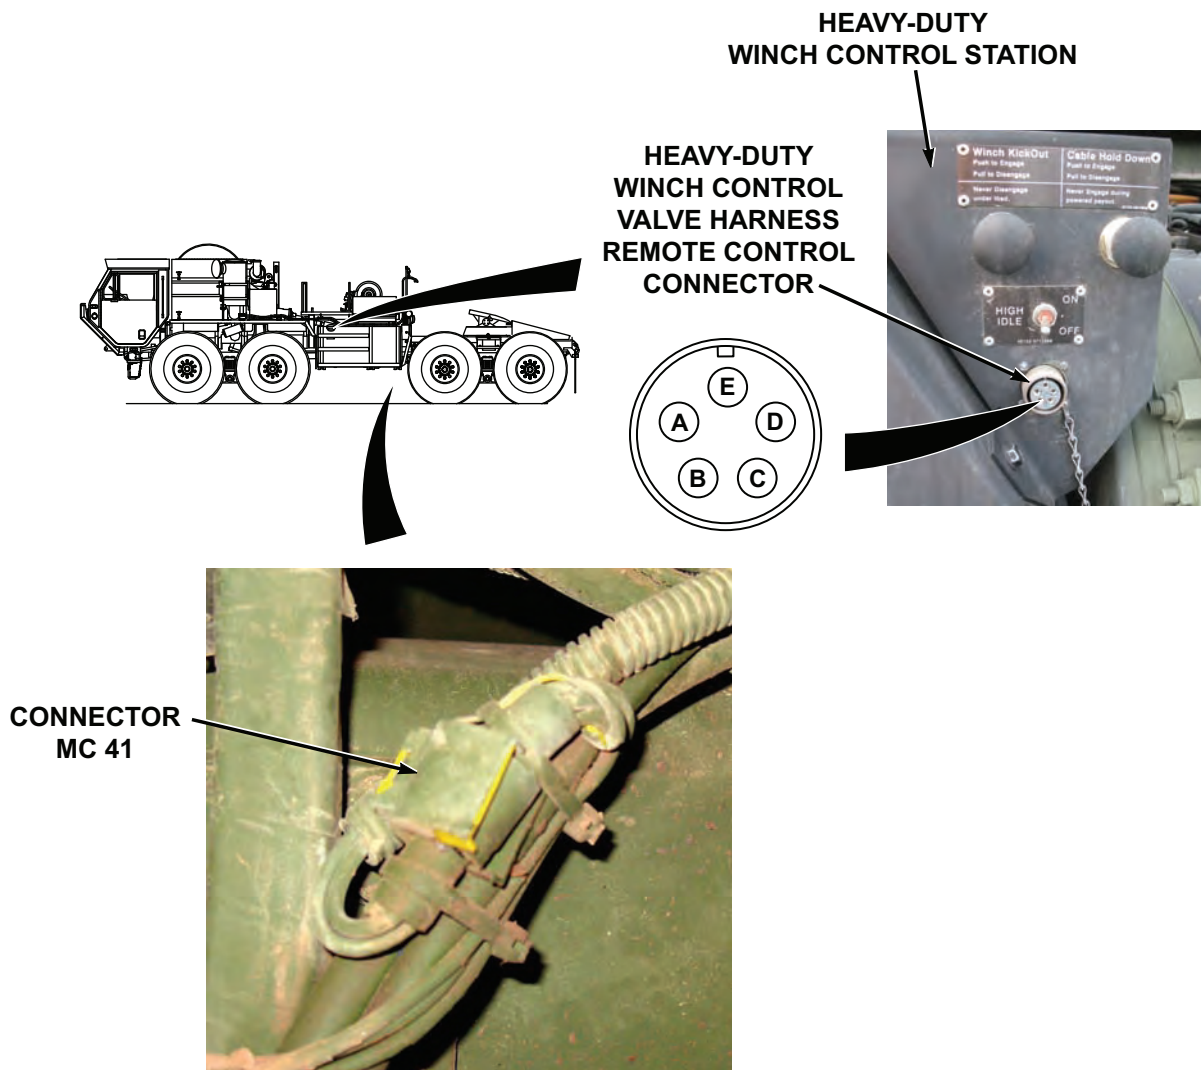 HEAVY-DUTY
WINCH CONTROL STATION
HEAVY-DUTY
WINCH CONTROL
VALVE HARNESS
REMOTE CONTROL
CONNECTOR
Winch KickOut
Push to Engage
Pull to Disengage
Never Disengage
under load.
Cable Hold Down
Push to Engage
Pull to Disengage
Never Engage during
powered payout.
HIGH
IDLE
ON
OFF
E
A
D
B
C
CONNECTOR
MC 41